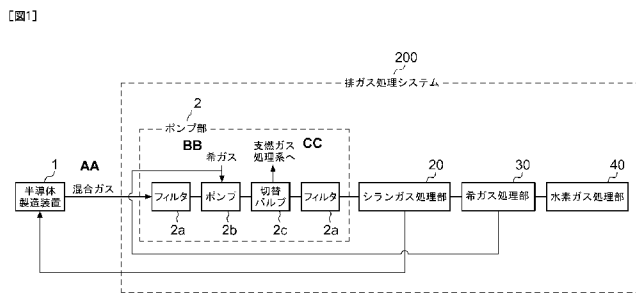 [図1]
200
排ガス処理システム
2
ポンプ部
BB
CC
希ガス
支燃ガス
処理系へ
1
AA
混合ガス
半導体
製造装置
フィルタ
ポンプ
切替
バルブ
フィルタ
2a
2b
2c
2a
20
シランガス処理部
30
希ガス処理部
40
水素ガス処理部